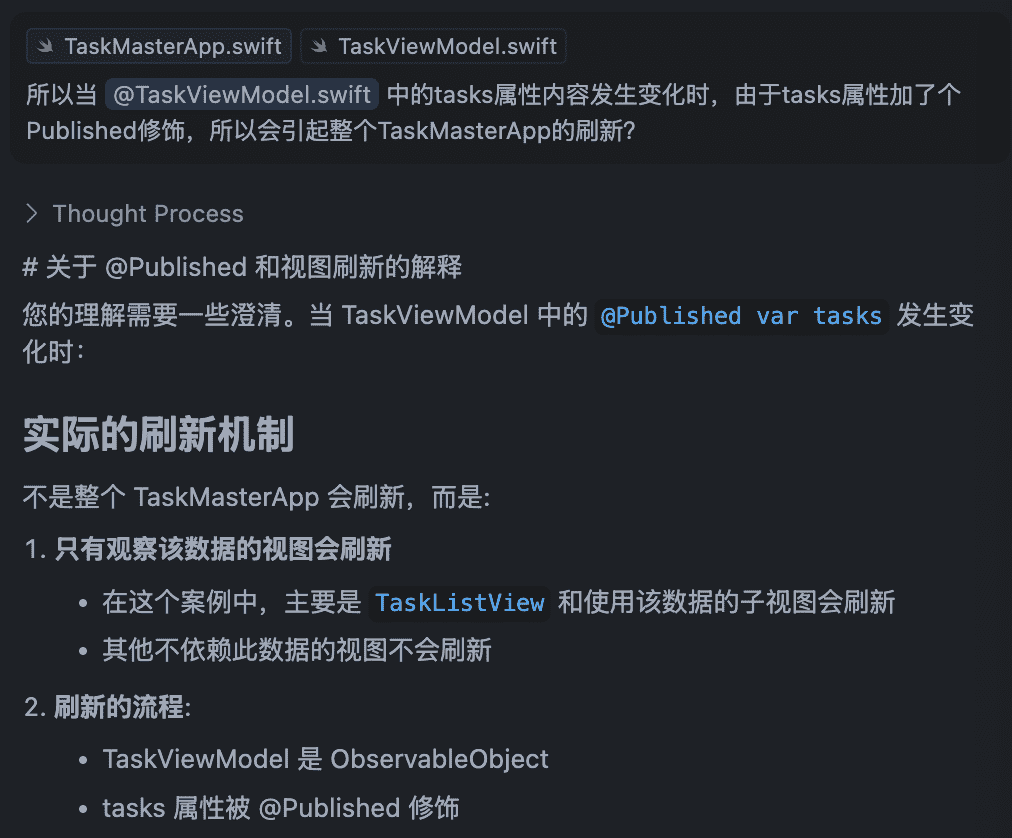 TaskMasterApp.swift TaskViewModel.swift
所以当 @TaskViewModel.swift 中的tasks属性内容发生变化时，由于tasks属性加了个
Published修饰，所以会引起整个TaskMasterApp的刷新?
Thought Process
# 关于 @Published 和视图刷新的解释
您的理解需要一些澄清。当 TaskViewModel 中的 @Published var tasks 发生变
化时：
实际的刷新机制
不是整个 TaskMasterApp 会刷新，而是:
1. 只有观察该数据的视图会刷新
• 在这个案例中，主要是 TaskListView 和使用该数据的子视图会刷新
• 其他不依赖此数据的视图不会刷新
2. 刷新的流程:
• TaskViewModel 是 ObservableObject
• tasks 属性被 @Published 修饰